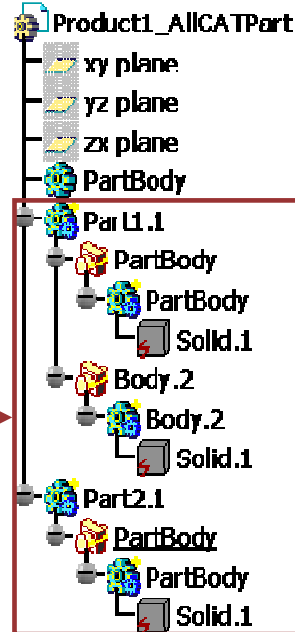 Product1_AllCATPart
xy plane
yz plane
zx plane
PartBody
Part1.1
PartBody
PartBody
Solid.1
Body.2
Body.2
Solid.1
Part2.1
PartBody
PartBody
Solid.1